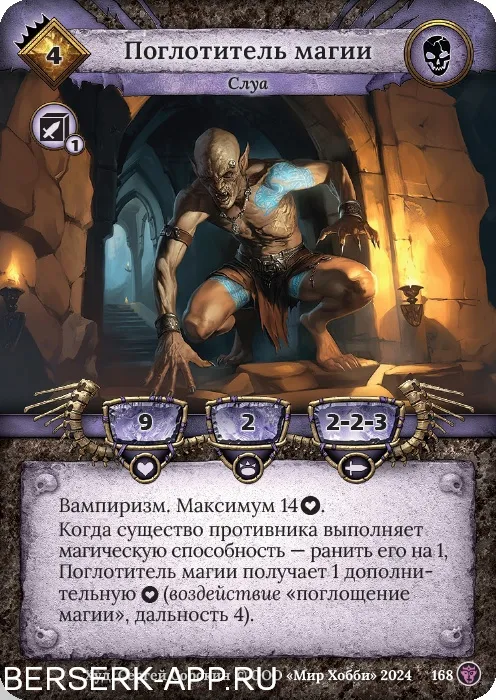 4
Поглотитель магии
Слуа
1
9
2
2-2-3
Вампиризм. Максимум 14.
Когда существо противника выполняет
магическую способность — ранить его на 1,
Поглотитель магии получает 1 дополни-
тельную (воздействие «поглощение
магии», дальность 4).
«Мир Хобби» 2024 168
BERSERK-APP.RU